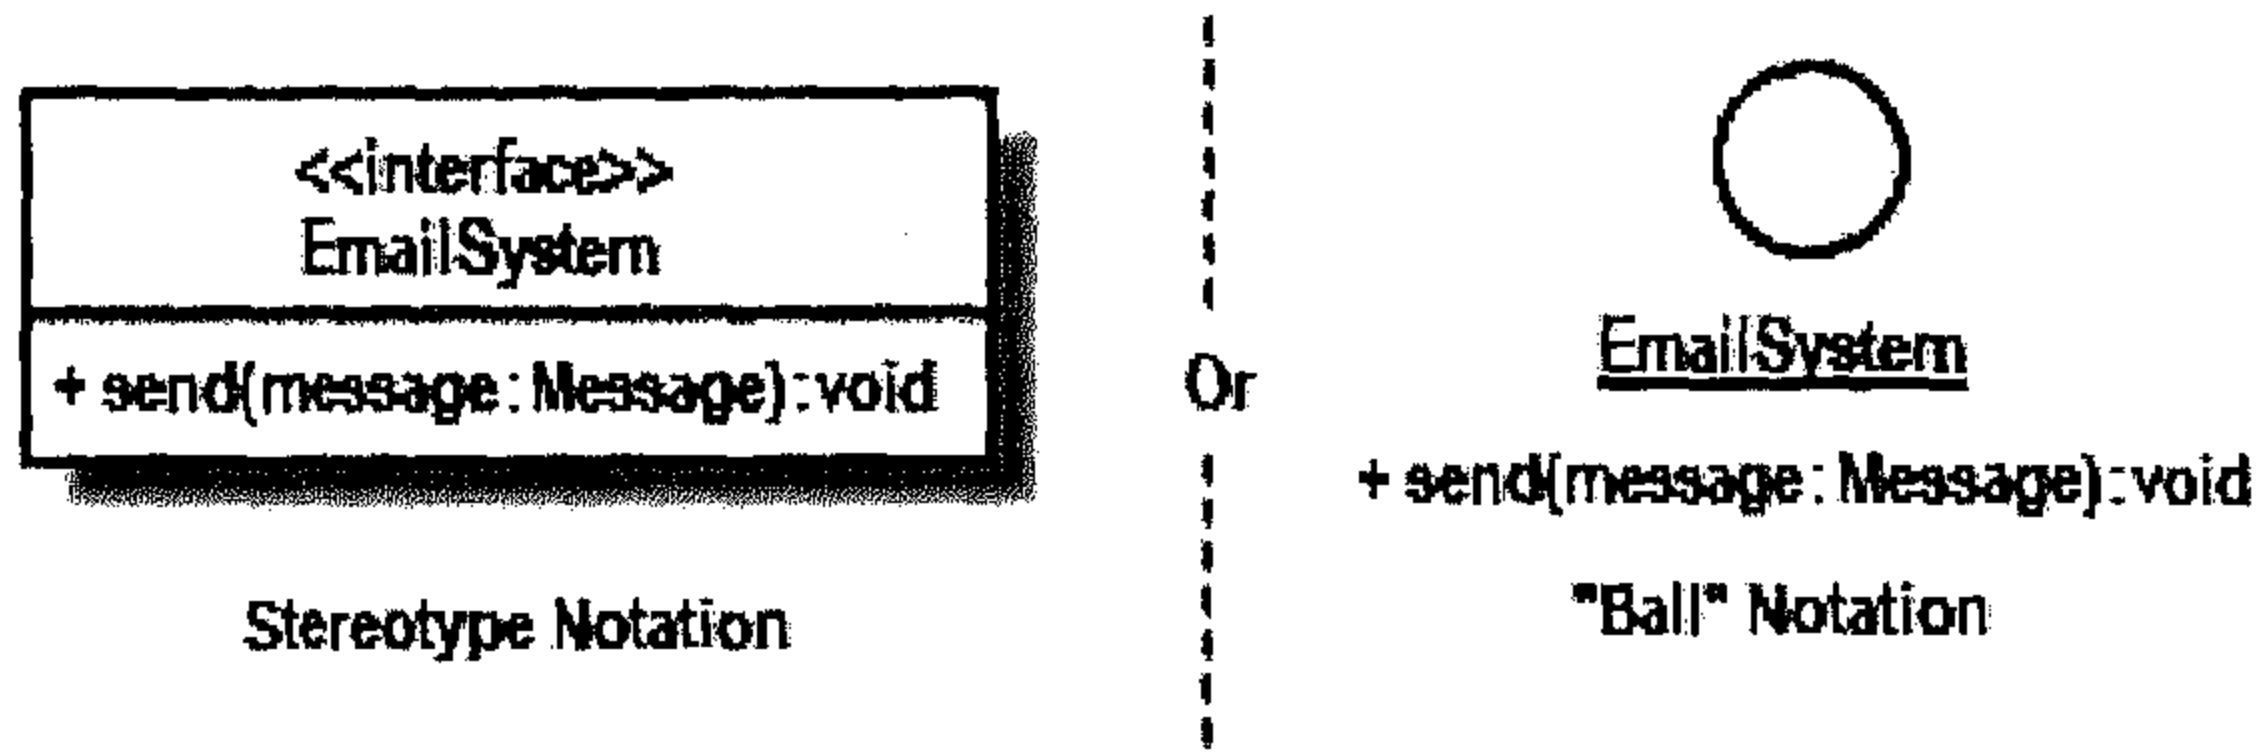 <<interface>>
EmailSystem
+ send(message : Message) : void
Stereotype Notation
Or
EmailSystem
+ send(message : Message) : void
"Ball" Notation